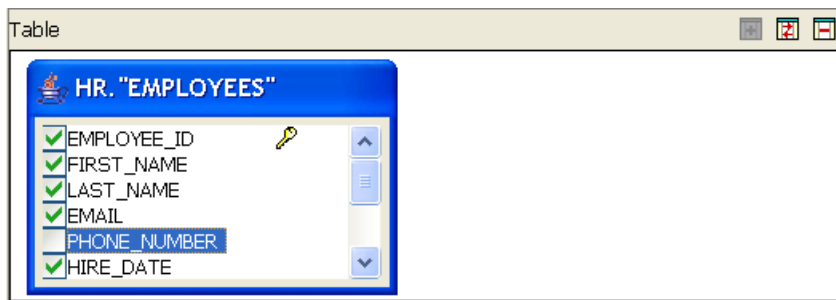 Table
HR."EMPLOYEES"
EMPLOYEE_ID
FIRST_NAME
LAST_NAME
EMAIL
PHONE_NUMBER
HIRE_DATE